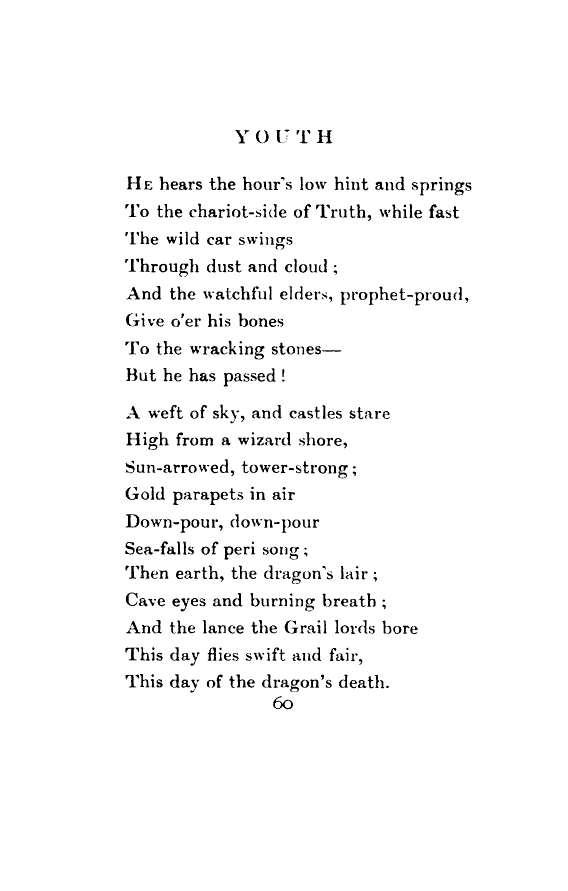 YOUTH
HE hears the hour's low hint and springs
To the chariot-side of Truth, while fast
The wild car swings
Through dust and cloud ;
And the watchful elders, prophet-proud,
Give o'er his bones
To the wracking stones—
But he has passed !
A weft of sky, and castles stare
High from a wizard shore,
Sun-arrowed, tower-strong ;
Gold parapets in air
Down-pour, down-pour
Sea-falls of peri song ;
Then earth, the dragon's lair ;
Cave eyes and burning breath ;
And the lance the Grail lords bore
This day flies swift and fair,
This day of the dragon's death.
60